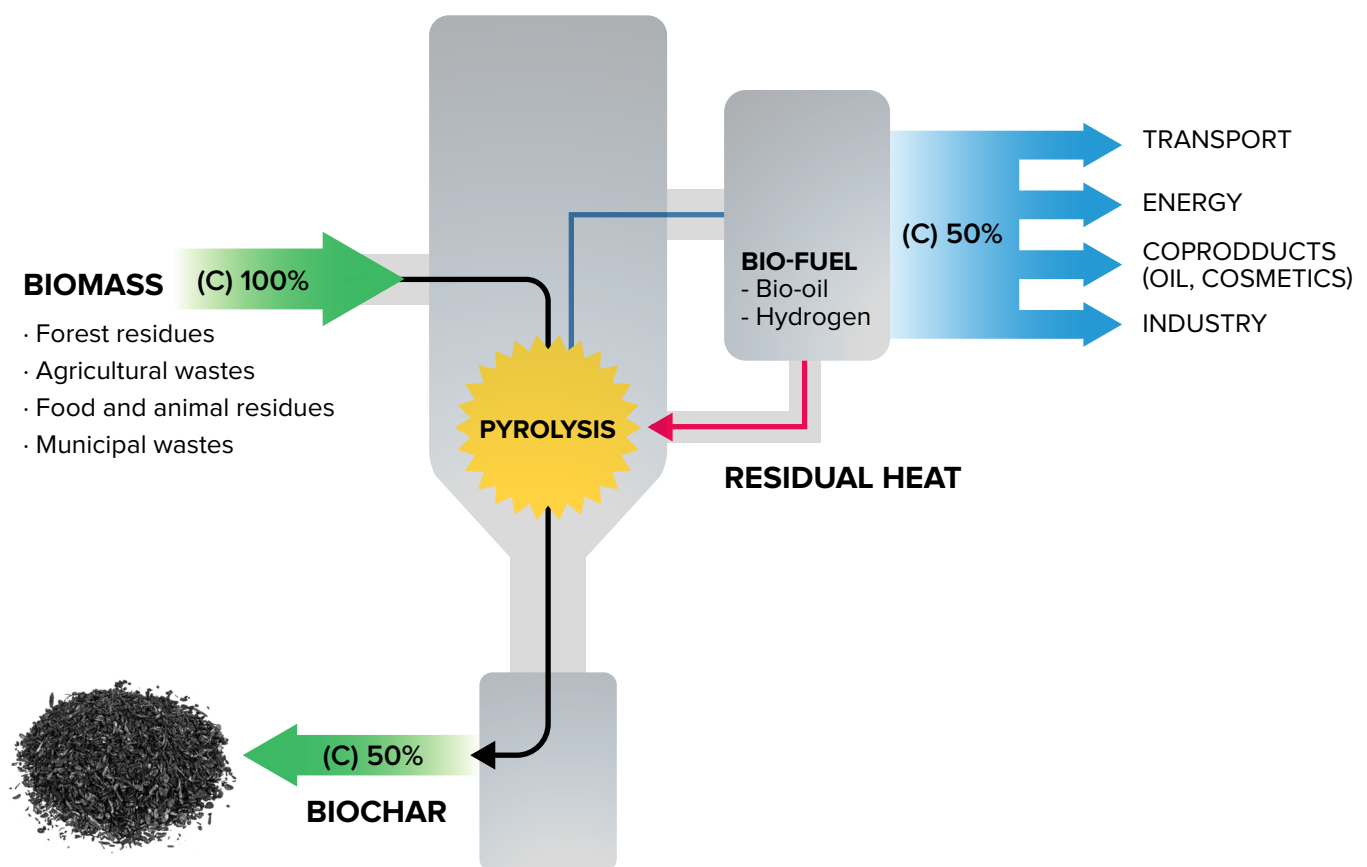 BIOMASS
(C) 100%
· Forest residues
· Agricultural wastes
· Food and animal residues
· Municipal wastes
PYROLYSIS
BIO-FUEL
- Bio-oil
- Hydrogen
(C) 50%
TRANSPORT
ENERGY
COPRODDUCTS
(OIL, COSMETICS)
INDUSTRY
RESIDUAL HEAT
(C) 50%
BIOCHAR